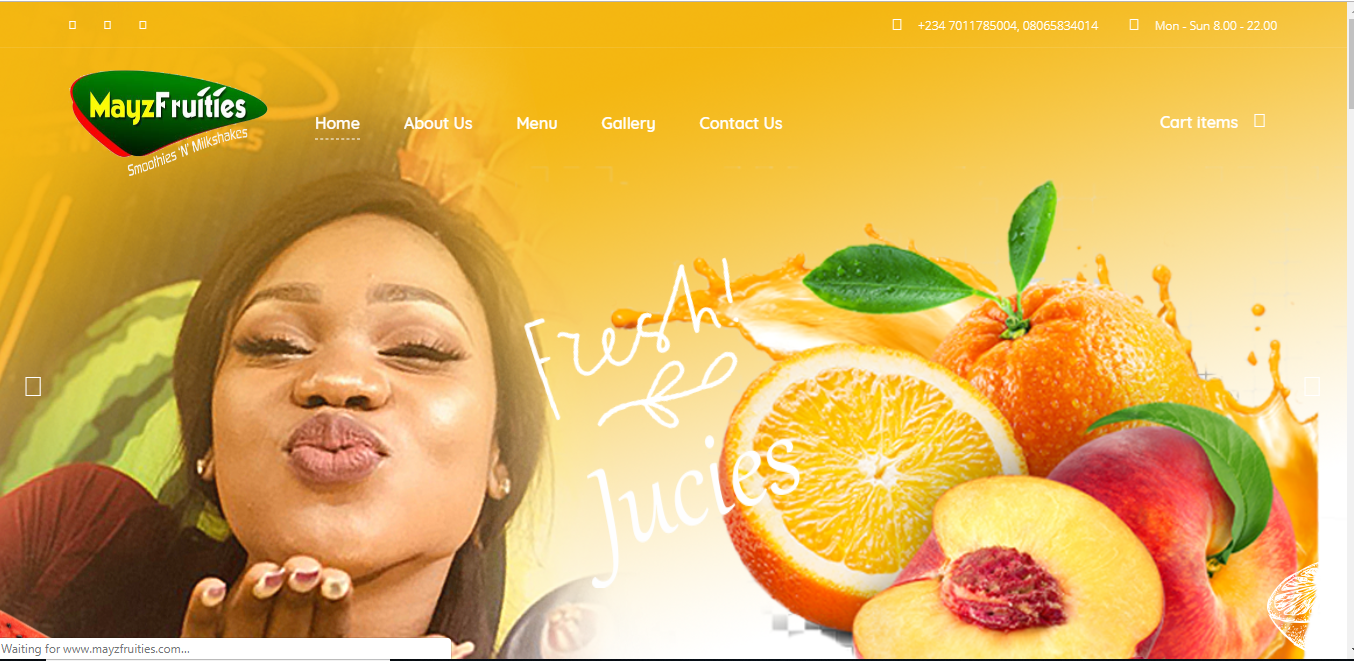 +234 7011785004, 08065834014
Mon - Sun 8.00 - 22.00
MayzFruities
Smoothies 'N' Milkshakes
Home
About Us
Menu
Gallery
Contact Us
Cart items
Fresh!
Jucies
Waiting for www.mayzfruities.com...